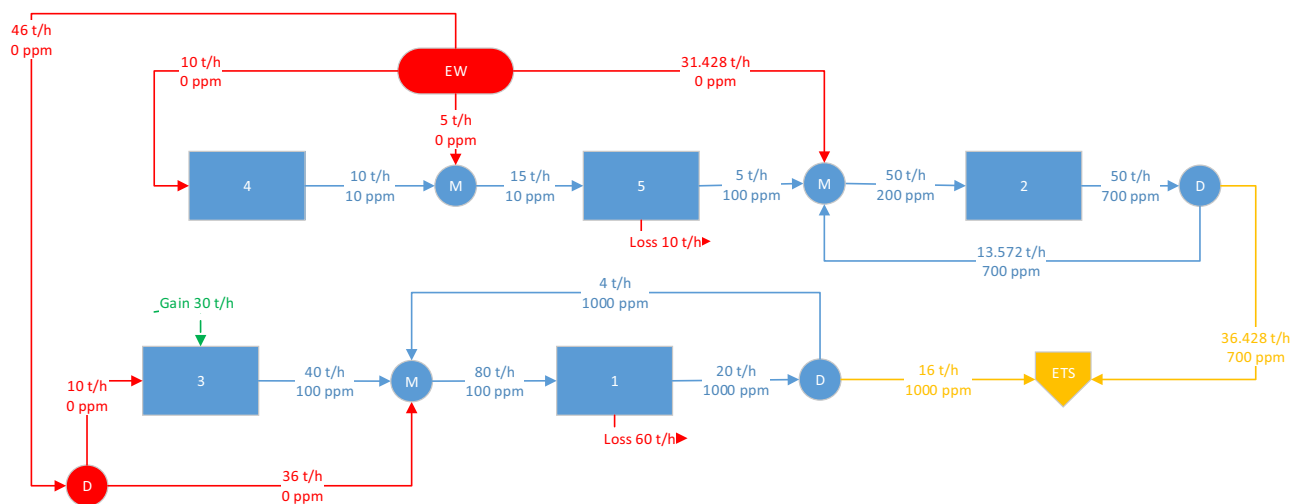 46 t/h
0 ppm
10 t/h
0 ppm
EW
31.428 t/h
0 ppm
5 t/h
0 ppm
4
10 t/h
10 ppm
M
15 t/h
10 ppm
5
5 t/h
100 ppm
M
50 t/h
200 ppm
2
50 t/h
700 ppm
D
Loss 10 t/h
13.572 t/h
700 ppm
4 t/h
1000 ppm
Gain 30 t/h
36.428 t/h
700 ppm
10 t/h
0 ppm
3
40 t/h
100 ppm
M
80 t/h
100 ppm
1
20 t/h
1000 ppm
D
16 t/h
1000 ppm
ETS
Loss 60 t/h
D
36 t/h
0 ppm